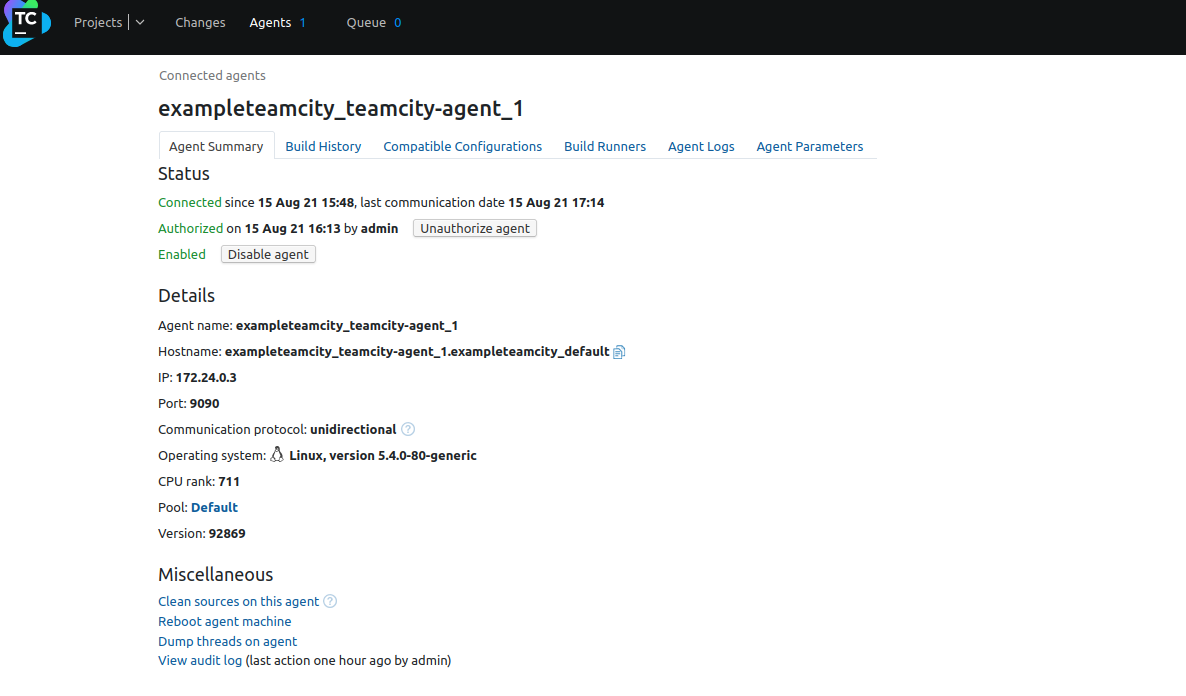 TC Projects Changes Agents 1 Queue 0
Connected agents
exampleteamcity_teamcity-agent_1
Agent Summary Build History Compatible Configurations Build Runners Agent Logs Agent Parameters
Status
Connected since 15 Aug 21 15:48, last communication date 15 Aug 21 17:14
Authorized on 15 Aug 21 16:13 by admin Unauthorize agent
Enabled Disable agent
Details
Agent name: exampleteamcity_teamcity-agent_1
Hostname: exampleteamcity_teamcity-agent_1.exampleteamcity_default
IP: 172.24.0.3
Port: 9090
Communication protocol: unidirectional ?
Operating system: Linux, version 5.4.0-80-generic
CPU rank: 711
Pool: Default
Version: 92869
Miscellaneous
Clean sources on this agent ?
Reboot agent machine
Dump threads on agent
View audit log (last action one hour ago by admin)